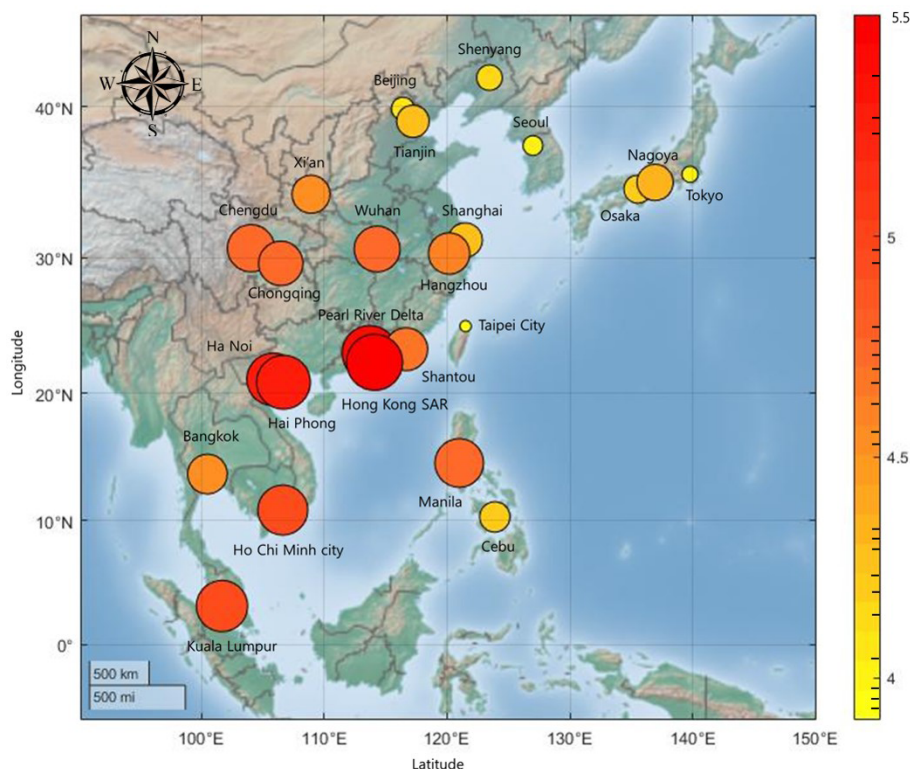 5.5
N
W E
S
Shenyang
Beijing
40°N
Seoul
Tianjin
Nagoya
Xi'an
Osaka
Tokyo
Chengdu
Wuhan
Shanghai
5
30°N
Chongqing
Hangzhou
Pearl River Delta
Taipei City
Ha Noi
Shantou
20°N
Hong Kong SAR
Hai Phong
Bangkok
4.5
Manila
10°N
Ho Chi Minh city
Cebu
Kuala Lumpur
0°
500 km
500 mi
4
100°E
110°E
120°E
130°E
140°E
150°E
Longitude
Latitude